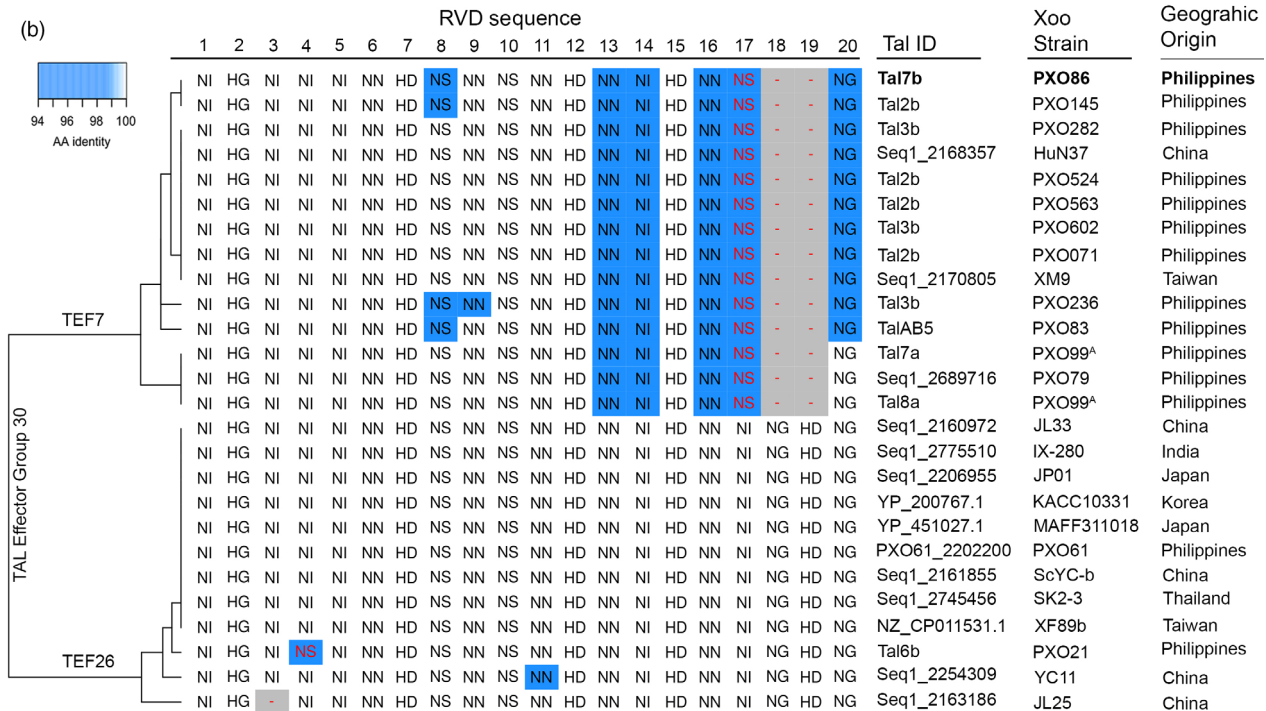 (b)
RVD sequence
Xoo
Strain
Geograhic
Origin
1 2 3 4 5 6 7 8 9 10 11 12 13 14 15 16 17 18 19 20 Tal ID
94 96 98 100
AA identity
NI HG NI NI NI NN HD NS NN NS NN HD NN NI HD NN NS - - NG Tal7b PXO86 Philippines
NI HG NI NI NI NN HD NS NN NS NN HD NN NI HD NN NS - - NG Tal2b PXO145 Philippines
NI HG NI NI NI NN HD NS NN NS NN HD NN NI HD NN NS - - NG Tal3b PXO282 Philippines
NI HG NI NI NI NN HD NS NN NS NN HD NN NI HD NN NS - - NG Seq1_2168357 HuN37 China
NI HG NI NI NI NN HD NS NN NS NN HD NN NI HD NN NS - - NG Tal2b PXO524 Philippines
NI HG NI NI NI NN HD NS NN NS NN HD NN NI HD NN NS - - NG Tal2b PXO563 Philippines
NI HG NI NI NI NN HD NS NN NS NN HD NN NI HD NN NS - - NG Tal3b PXO602 Philippines
NI HG NI NI NI NN HD NS NN NS NN HD NN NI HD NN NS - - NG Tal2b PXO071 Philippines
NI HG NI NI NI NN HD NS NN NS NN HD NN NI HD NN NS - - NG Seq1_2170805 XM9 Taiwan
NI HG NI NI NI NN HD NS NN NS NN HD NN NI HD NN NS - - NG Tal3b PXO236 Philippines
TEF7
NI HG NI NI NI NN HD NS NN NS NN HD NN NI HD NN NS - - NG TalAB5 PXO83 Philippines
NI HG NI NI NI NN HD NS NN NS NN HD NN NI HD NN NS - - NG Tal7a PXO99A Philippines
NI HG NI NI NI NN HD NS NN NS NN HD NN NI HD NN NS - - NG Seq1_2689716 PXO79 Philippines
NI HG NI NI NI NN HD NS NN NS NN HD NN NI HD NN NS - - NG Tal8a PXO99A Philippines
NI HG NI NI NI NN HD NS NN NS NN HD NN NI HD NN NI NG HD NG Seq1_2160972 JL33 China
NI HG NI NI NI NN HD NS NN NS NN HD NN NI HD NN NI NG HD NG Seq1_2775510 IX-280 India
NI HG NI NI NI NN HD NS NN NS NN HD NN NI HD NN NI NG HD NG Seq1_2206955 JP01 Japan
NI HG NI NI NI NN HD NS NN NS NN HD NN NI HD NN NI NG HD NG YP_200767.1 KACC10331 Korea
NI HG NI NI NI NN HD NS NN NS NN HD NN NI HD NN NI NG HD NG YP_451027.1 MAFF311018 Japan
NI HG NI NI NI NN HD NS NN NS NN HD NN NI HD NN NI NG HD NG PXO61_2202200 PXO61 Philippines
NI HG NI NI NI NN HD NS NN NS NN HD NN NI HD NN NI NG HD NG Seq1_2161855 ScYC-b China
NI HG NI NI NI NN HD NS NN NS NN HD NN NI HD NN NI NG HD NG Seq1_2745456 SK2-3 Thailand
NI HG NI NI NI NN HD NS NN NS NN HD NN NI HD NN NI NG HD NG NZ_CP011531.1 XF89b Taiwan
TEF26
NI HG NI NS NI NN HD NS NN NS NN HD NN NI HD NN NI NG HD NG Tal6b PXO21 Philippines
NI HG NI NI NI NN HD NS NN NS NN HD NN NI HD NN NI NG HD NG Seq1_2254309 YC11 China
NI HG - NI NI NN HD NS NN NS NN HD NN NI HD NN NI NG HD NG Seq1_2163186 JL25 China
TAL Effector Group 30